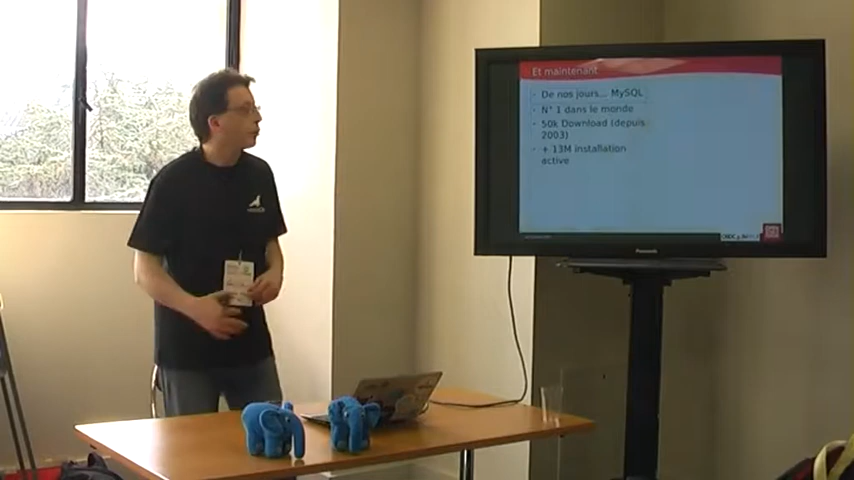 Et maintenant
- De nos jours... MySQL
- N° 1 dans le monde
- 50k Download (depuis
2003)
- + 13M installation
active
Panasonic